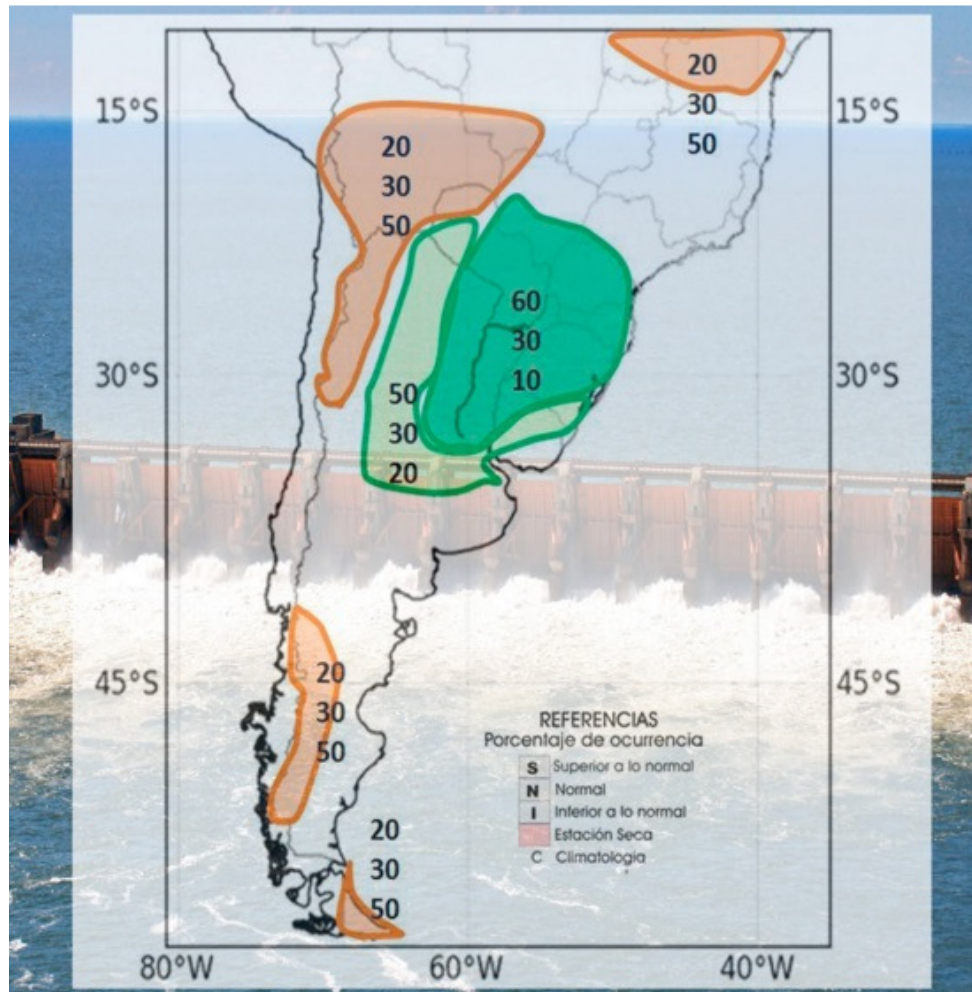 20
15°S
30
15°S
20
50
30
50
60
30°S
30
30°S
50
10
30
20
20
45°S
45°S
30
REFERENCIAS
Porcentaje de ocurrencia
50
S Superior a lo normal
N Normal
I Inferior a lo normal
20
Estación Seca
C Climatología
30
50
80°W
60°W
40°W